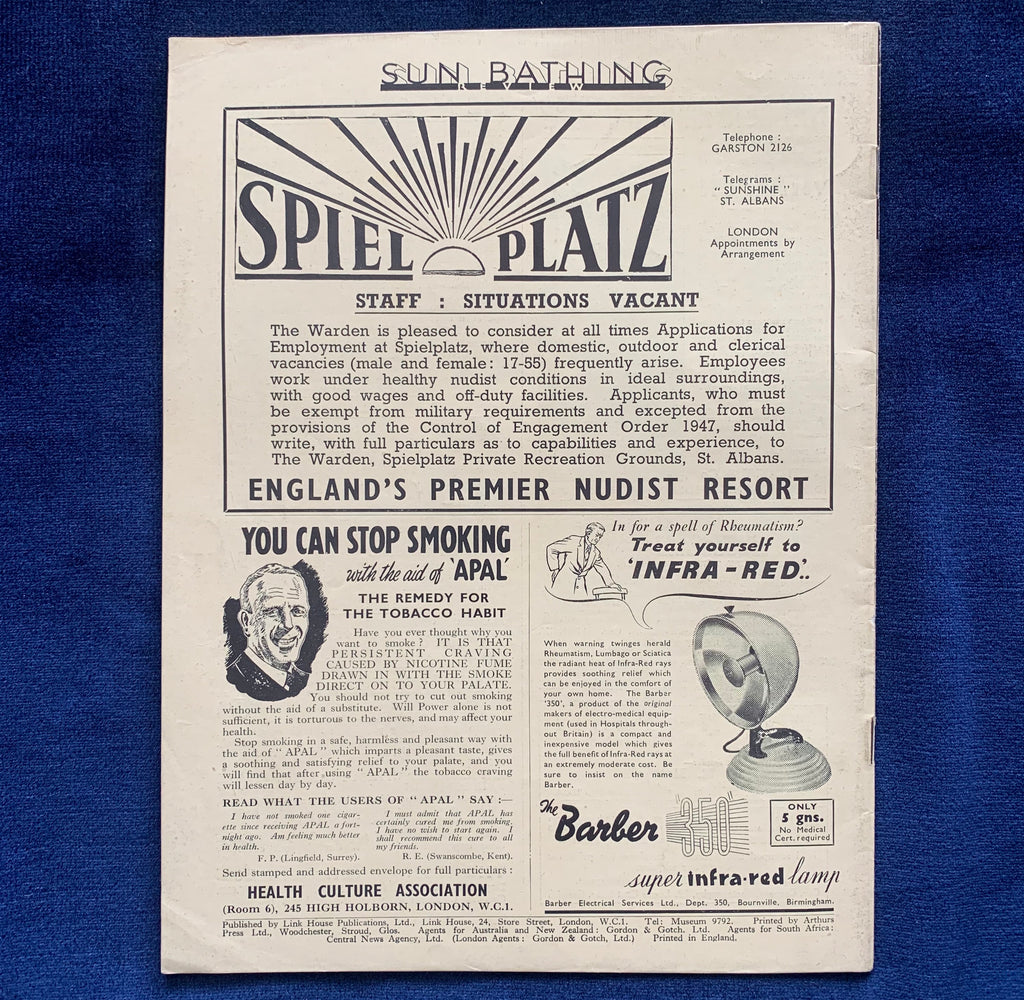 SUN BATHING
REVIEW
SPIELPLATZ
Telephone :
GARSTON 2126
Telegrams :
“ SUNSHINE ”
ST. ALBANS
LONDON
Appointments by
Arrangement
STAFF : SITUATIONS VACANT
The Warden is pleased to consider at all times Applications for
Employment at Spielplatz, where domestic, outdoor and clerical
vacancies (male and female: 17-55) frequently arise. Employees
work under healthy nudist conditions in ideal surroundings,
with good wages and off-duty facilities. Applicants, who must
be exempt from military requirements and excepted from the
provisions of the Control of Engagement Order 1947, should
write, with full particulars as to capabilities and experience, to
The Warden, Spielplatz Private Recreation Grounds, St. Albans.
ENGLAND'S PREMIER NUDIST RESORT
YOU CAN STOP SMOKING
with the aid of 'APAL'
THE REMEDY FOR
THE TOBACCO HABIT
Have you ever thought why you
want to smoke? IT IS THAT
PERSISTENT CRAVING
CAUSED BY NICOTINE FUME
DRAWN IN WITH THE SMOKE
DIRECT ON TO YOUR PALATE.
You should not try to cut out smoking
without the aid of a substitute. Will Power alone is not
sufficient, it is torturous to the nerves, and may affect your
health.
Stop smoking in a safe, harmless and pleasant way with
the aid of “ APAL ” which imparts a pleasant taste, gives
a soothing and satisfying relief to your palate, and you
will find that after using “ APAL ” the tobacco craving
will lessen day by day.
READ WHAT THE USERS OF “ APAL ” SAY :—
I have not smoked one cigar-
ette since receiving APAL a fort-
night ago. Am feeling much better
in health.
F. P. (Lingfield, Surrey).
I must admit that APAL has
certainly cured me from smoking.
I have no wish to start again. I
shall recommend this cure to all
my friends.
R. E. (Swanscombe, Kent).
Send stamped and addressed envelope for full particulars :
HEALTH CULTURE ASSOCIATION
(Room 6), 245 HIGH HOLBORN, LONDON, W.C.1.
In for a spell of Rheumatism?
Treat yourself to
'INFRA-RED'..
When warning twinges herald
Rheumatism, Lumbago or Sciatica
the radiant heat of Infra-Red rays
provides soothing relief which
can be enjoyed in the comfort of
your own home. The Barber
'350', a product of the original
makers of electro-medical equip-
ment (used in Hospitals through-
out Britain) is a compact and
inexpensive model which gives
the full benefit of Infra-Red rays at
an extremely moderate cost. Be
sure to insist on the name
Barber.
The Barber 350
ONLY
5 gns.
No Medical
Cert. required
super infra-red lamp
Barber Electrical Services Ltd., Dept. 350, Bournville, Birmingham.
Published by Link House Publications, Ltd., Link House, 24, Store Street, London, W.C.1. Tel: Museum 9792. Printed by Arthurs
Press Ltd., Woodchester, Stroud, Glos. Agents for Australia and New Zealand: Gordon & Gotch, Ltd. Agents for South Africa:
Central News Agency, Ltd. (London Agents: Gordon & Gotch, Ltd.) Printed in England.